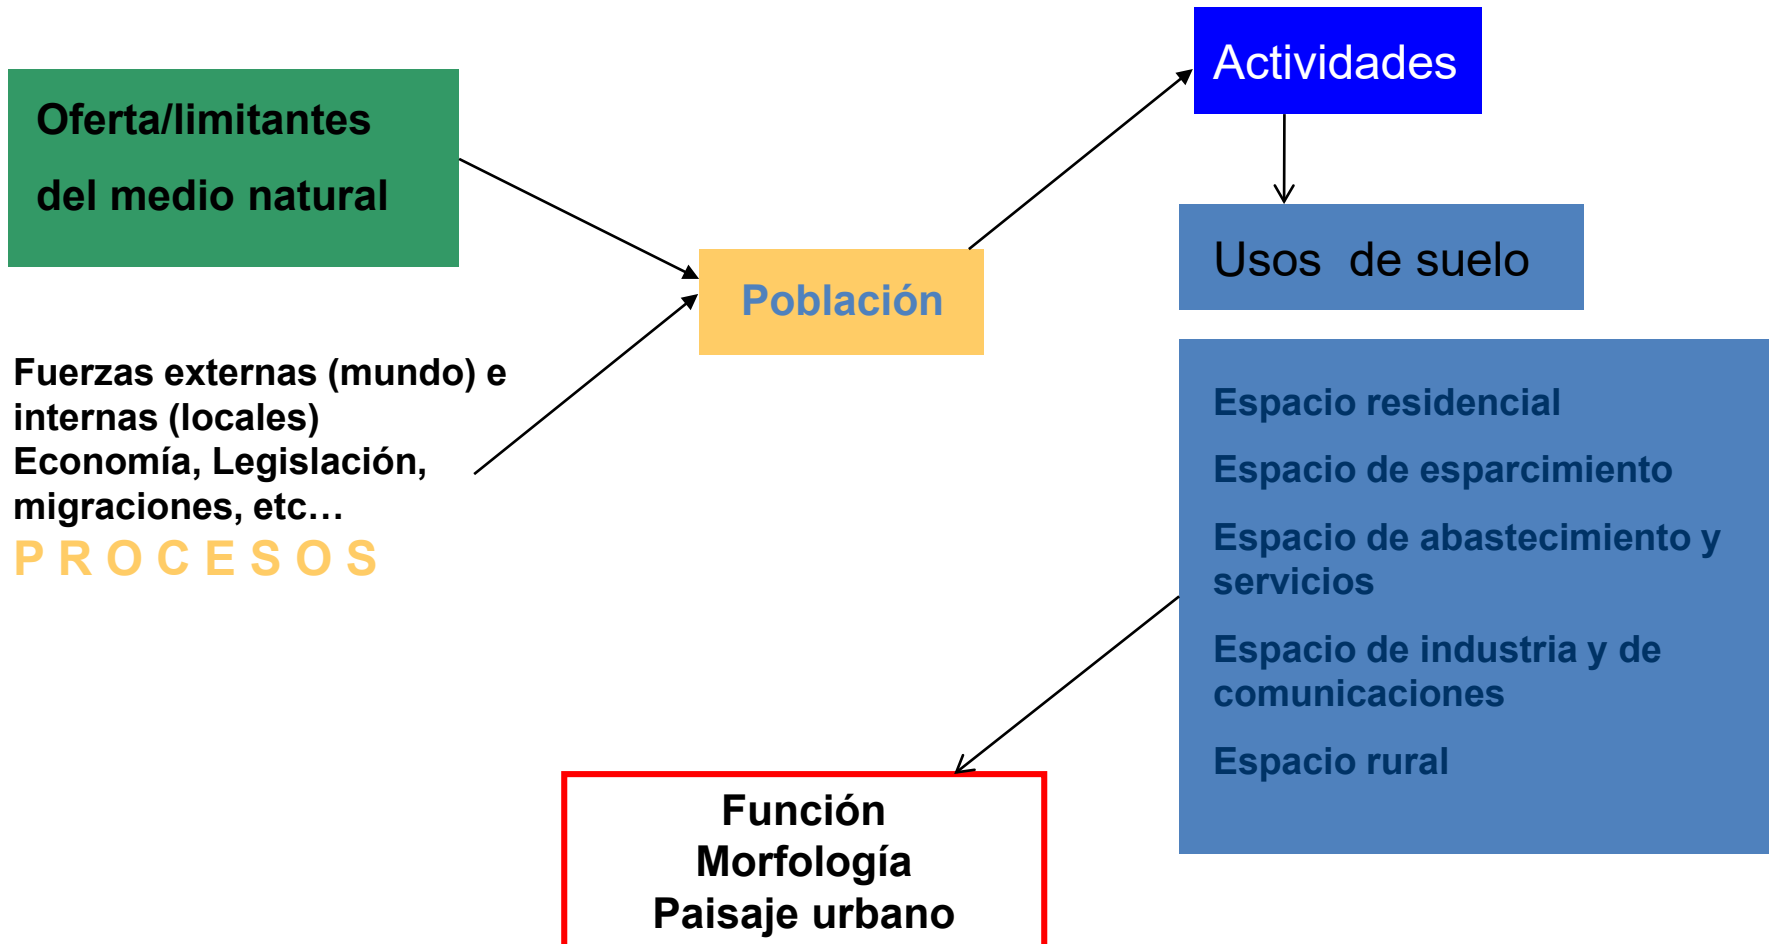 Oferta/limitantes
del medio natural
Fuerzas externas (mundo) e
internas (locales)
Economía, Legislación,
migraciones, etc…
P R O C E S O S
Población
Actividades
Usos de suelo
Espacio residencial
Espacio de esparcimiento
Espacio de abastecimiento y
servicios
Espacio de industria y de
comunicaciones
Espacio rural
Función
Morfología
Paisaje urbano